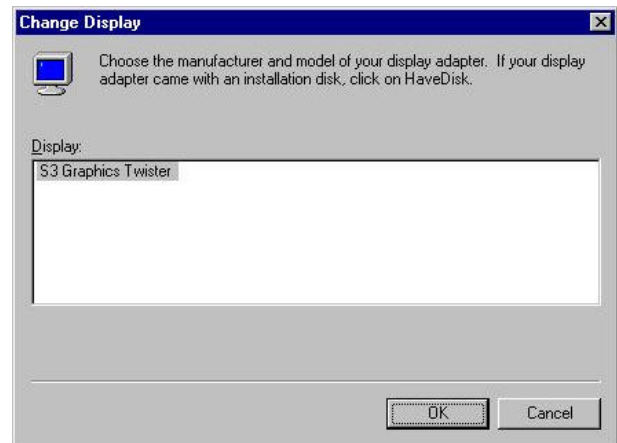 Change Display
Choose the manufacturer and model of your display adapter.  If your display
adapter came with an installation disk, click on HaveDisk.
Display:
S3 Graphics Twister
OK
Cancel